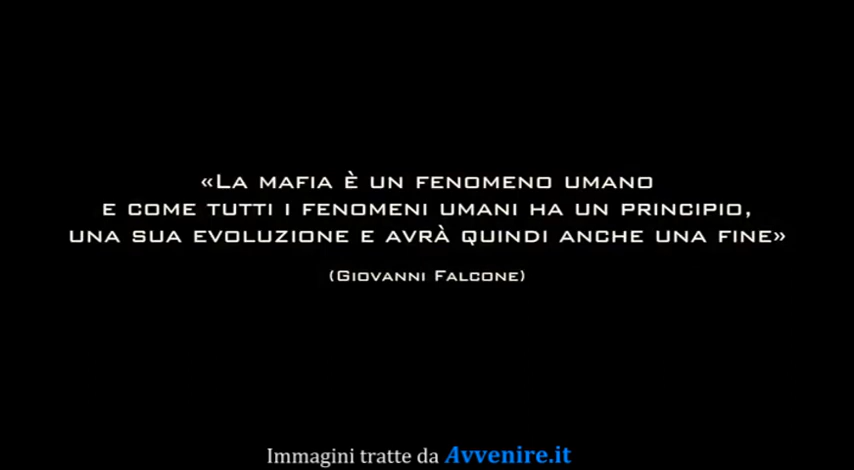 «La mafia è un fenomeno umano
e come tutti i fenomeni umani ha un principio,
una sua evoluzione e avrà quindi anche una fine»
(Giovanni Falcone)
Immagini tratte da Avvenire.it